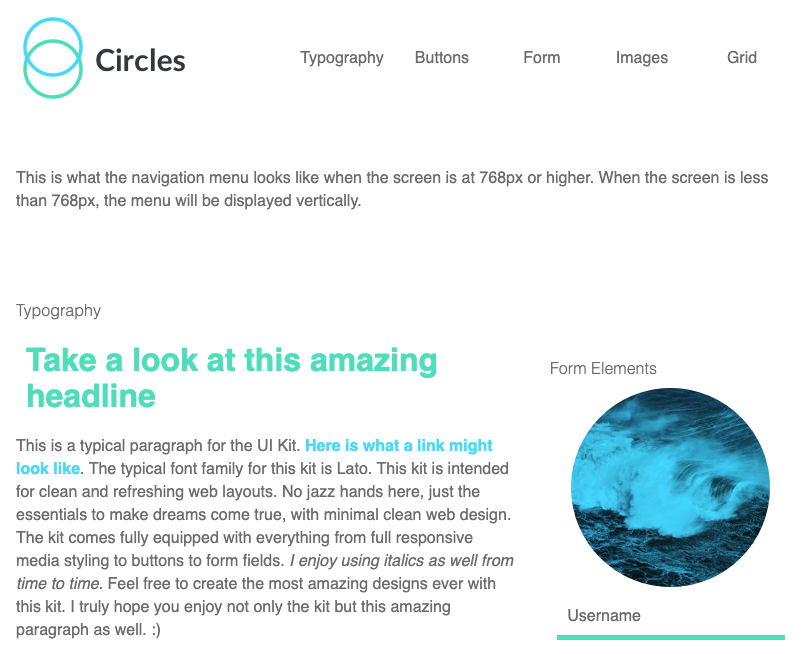 Circles
Typography Buttons Form Images Grid
This is what the navigation menu looks like when the screen is at 768px or higher. When the screen is less
than 768px, the menu will be displayed vertically.
Typography
Take a look at this amazing
headline
This is a typical paragraph for the UI Kit. Here is what a link might
look like. The typical font family for this kit is Lato. This kit is intended
for clean and refreshing web layouts. No jazz hands here, just the
essentials to make dreams come true, with minimal clean web design.
The kit comes fully equipped with everything from full responsive
media styling to buttons to form fields. I enjoy using italics as well from
time to time. Feel free to create the most amazing designs ever with
this kit. I truly hope you enjoy not only the kit but this amazing
paragraph as well. :)
Form Elements
Username